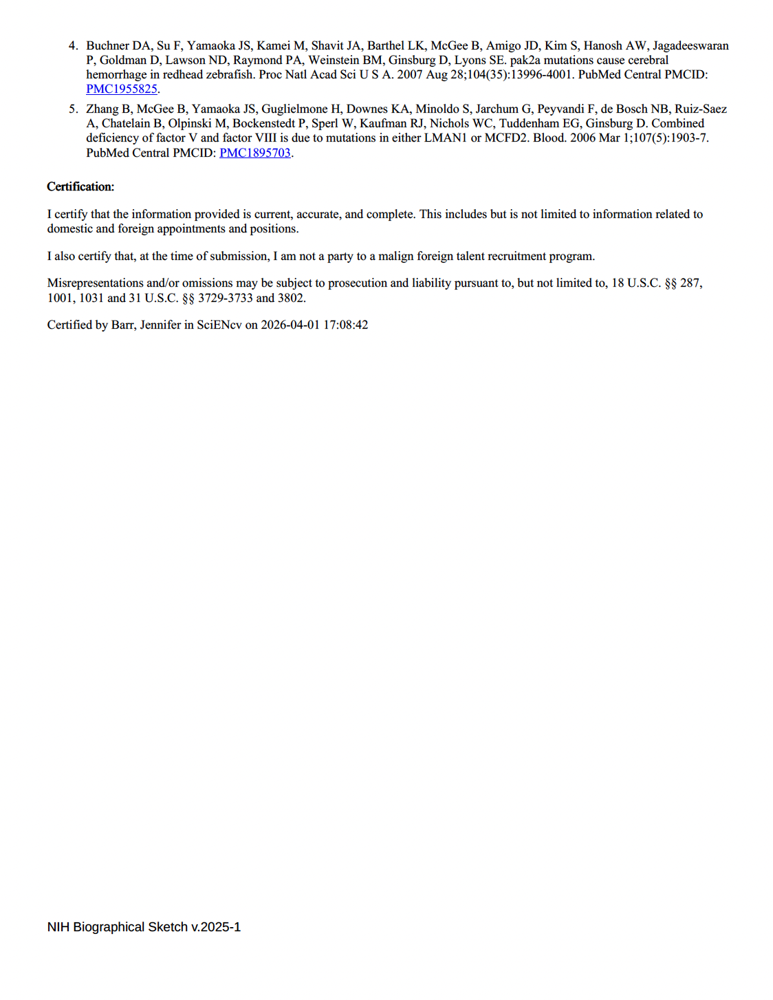 4. Buchner DA, Su F, Yamaoka JS, Kamei M, Shavit JA, Barthel LK, McGee B, Amigo JD, Kim S, Hanosh AW, Jagadeeswaran
P, Goldman D, Lawson ND, Raymond PA, Weinstein BM, Ginsburg D, Lyons SE. pak2a mutations cause cerebral
hemorrhage in redhead zebrafish. Proc Natl Acad Sci U S A. 2007 Aug 28;104(35):13996-4001. PubMed Central PMCID:
PMC1955825.
5. Zhang B, McGee B, Yamaoka JS, Guglielmone H, Downes KA, Minoldo S, Jarchum G, Peyvandi F, de Bosch NB, Ruiz-Saez
A, Chatelain B, Olpinski M, Bockenstedt P, Sperl W, Kaufman RJ, Nichols WC, Tuddenham EG, Ginsburg D. Combined
deficiency of factor V and factor VIII is due to mutations in either LMAN1 or MCFD2. Blood. 2006 Mar 1;107(5):1903-7.
PubMed Central PMCID: PMC1895703.
Certification:
I certify that the information provided is current, accurate, and complete. This includes but is not limited to information related to
domestic and foreign appointments and positions.
I also certify that, at the time of submission, I am not a party to a malign foreign talent recruitment program.
Misrepresentations and/or omissions may be subject to prosecution and liability pursuant to, but not limited to, 18 U.S.C. §§ 287,
1001, 1031 and 31 U.S.C. §§ 3729-3733 and 3802.
Certified by Barr, Jennifer in SciENcv on 2026-04-01 17:08:42
NIH Biographical Sketch v.2025-1